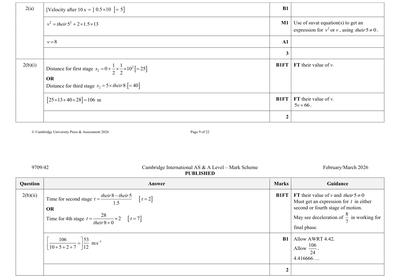 2(a)
[Velocity after 10 s = ] 0.5×10 [= 5]
B1
v² = their 5² + 2×1.5×13
M1
Use of suvat equation(s) to get an
expression for v² or v , using their 5 ≠ 0 .
v = 8
A1
3
2(b)(i)
Distance for first stage s₁ = 0 + 1/2 × 1/2 × 10² [= 25]
OR
Distance for third stage s₃ = 5 × their 8 [= 40]
B1FT
FT their value of v.
[25+13+40+28] = 106 m
B1FT
FT their value of v.
5v + 66 .
2
© Cambridge University Press & Assessment 2026
Page 9 of 22
9709/42
Cambridge International AS & A Level – Mark Scheme
February/March 2026
PUBLISHED
Question
Answer
Marks
Guidance
2(b)(ii)
Time for second stage t = (their 8 − their 5)/1.5 [t = 2]
OR
Time for 4th stage t = 28/(their 8 + 0) × 2 [t = 7]
B1FT
FT their value of v and their 5 ≠ 0
Must get an expression for t in either
second or fourth stage of motion.
May see deceleration of 8/7 in working for
final phase.
[106/(10+5+2+7) =] 53/12 ms⁻¹
B1
Allow AWRT 4.42.
Allow 106/24 .
4.416666 ....
2